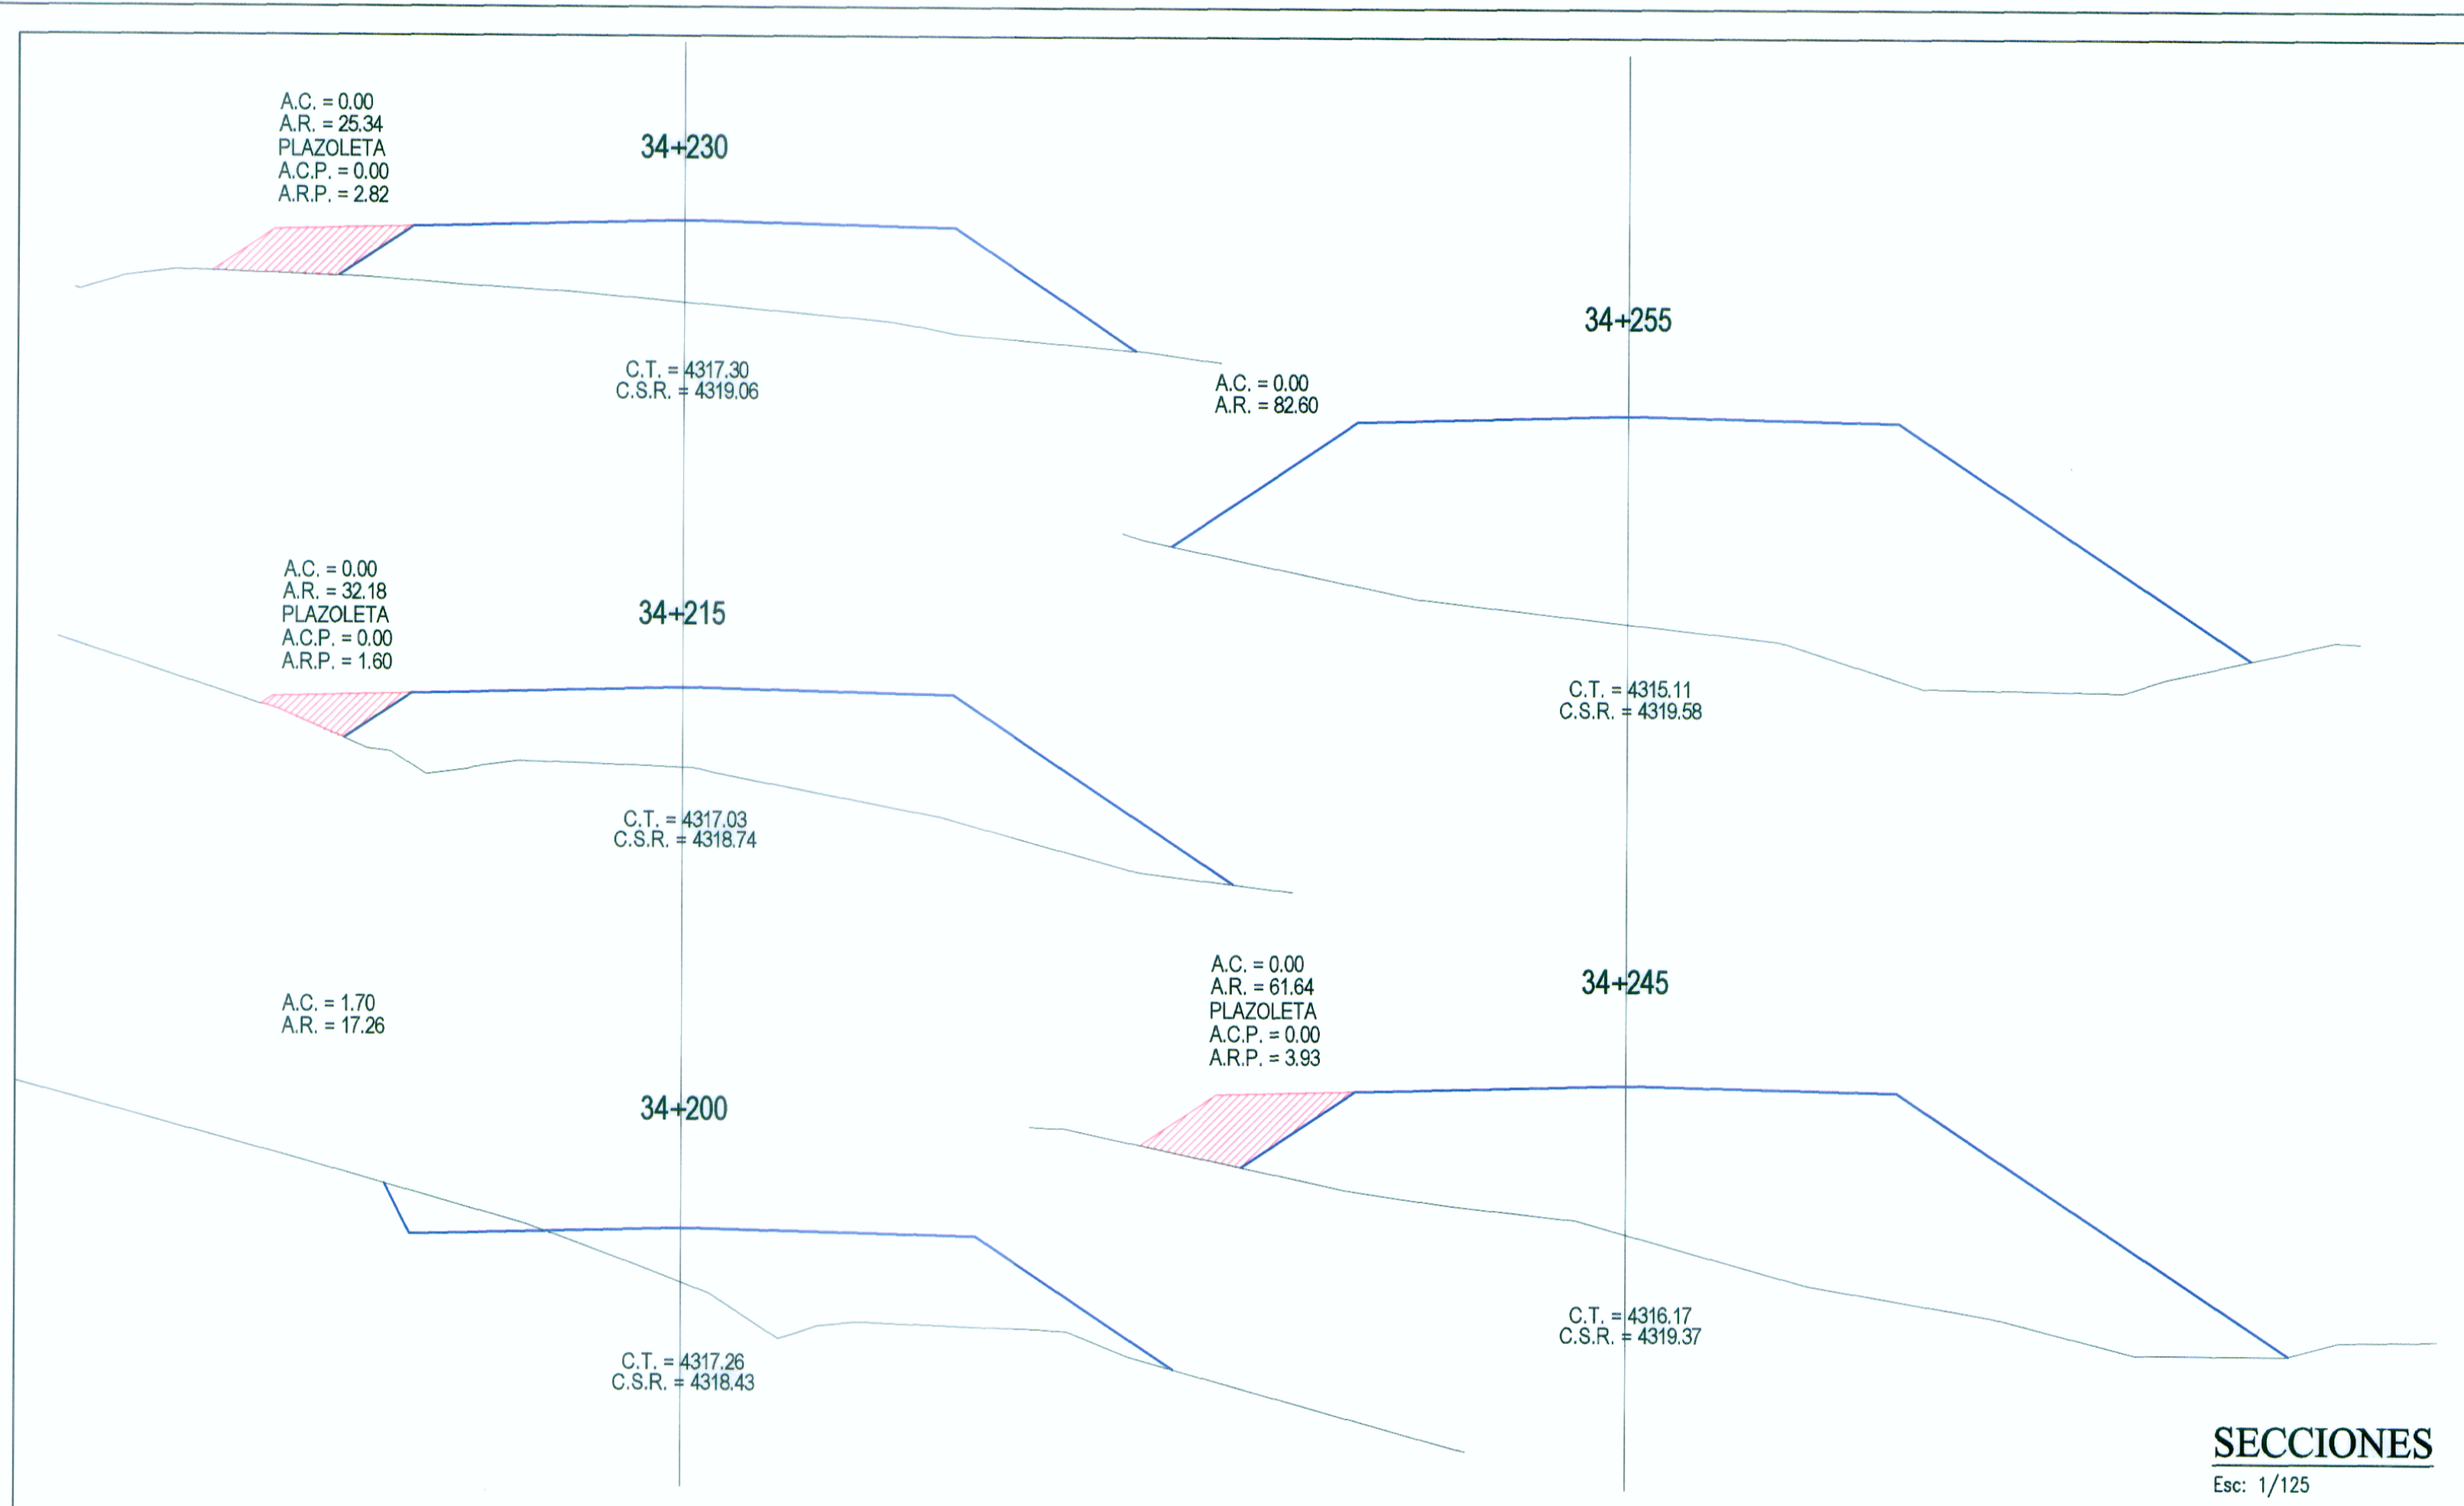 A.C. = 0.00
A.R. = 25.34
PLAZOLETA
A.C.P. = 0.00
A.R.P. = 2.82
34+230
C.T. = 4317.30
C.S.R. = 4319.06
34+255
A.C. = 0.00
A.R. = 82.60
C.T. = 4315.11
C.S.R. = 4319.58
A.C. = 0.00
A.R. = 32.18
PLAZOLETA
A.C.P. = 0.00
A.R.P. = 1.60
34+215
C.T. = 4317.03
C.S.R. = 4318.74
A.C. = 0.00
A.R. = 61.64
PLAZOLETA
A.C.P. = 0.00
A.R.P. = 3.93
34+245
C.T. = 4316.17
C.S.R. = 4319.37
A.C. = 1.70
A.R. = 17.26
34+200
C.T. = 4317.26
C.S.R. = 4318.43
SECCIONES
Esc: 1/125